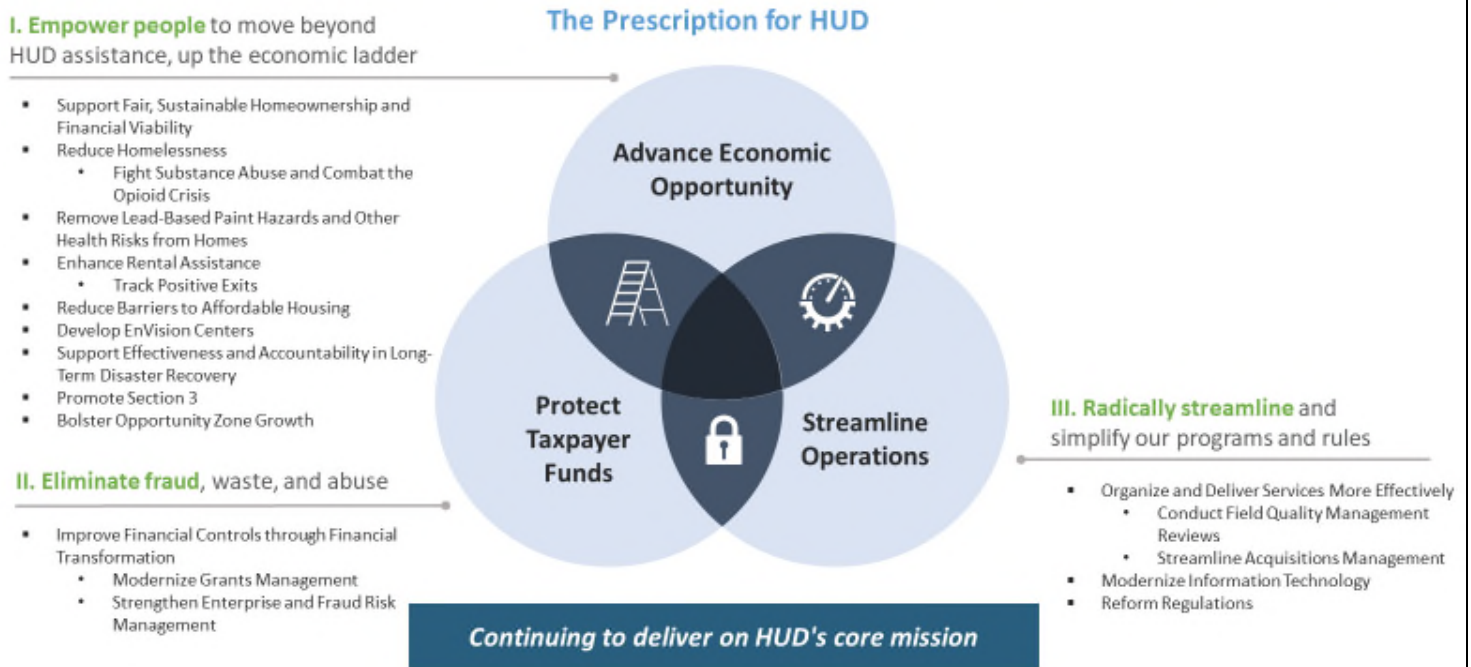 The Prescription for HUD
I. Empower people to move beyond
HUD assistance, up the economic ladder
▪ Support Fair, Sustainable Homeownership and
Financial Viability
▪ Reduce Homelessness
• Fight Substance Abuse and Combat the
Opioid Crisis
▪ Remove Lead-Based Paint Hazards and Other
Health Risks from Homes
▪ Enhance Rental Assistance
• Track Positive Exits
▪ Reduce Barriers to Affordable Housing
▪ Develop EnVision Centers
▪ Support Effectiveness and Accountability in Long-
Term Disaster Recovery
▪ Promote Section 3
▪ Bolster Opportunity Zone Growth
II. Eliminate fraud, waste, and abuse
▪ Improve Financial Controls through Financial
Transformation
• Modernize Grants Management
• Strengthen Enterprise and Fraud Risk
Management
Advance Economic
Opportunity
Protect
Taxpayer
Funds
Streamline
Operations
III. Radically streamline and
simplify our programs and rules
▪ Organize and Deliver Services More Effectively
• Conduct Field Quality Management
Reviews
• Streamline Acquisitions Management
▪ Modernize Information Technology
▪ Reform Regulations
Continuing to deliver on HUD's core mission